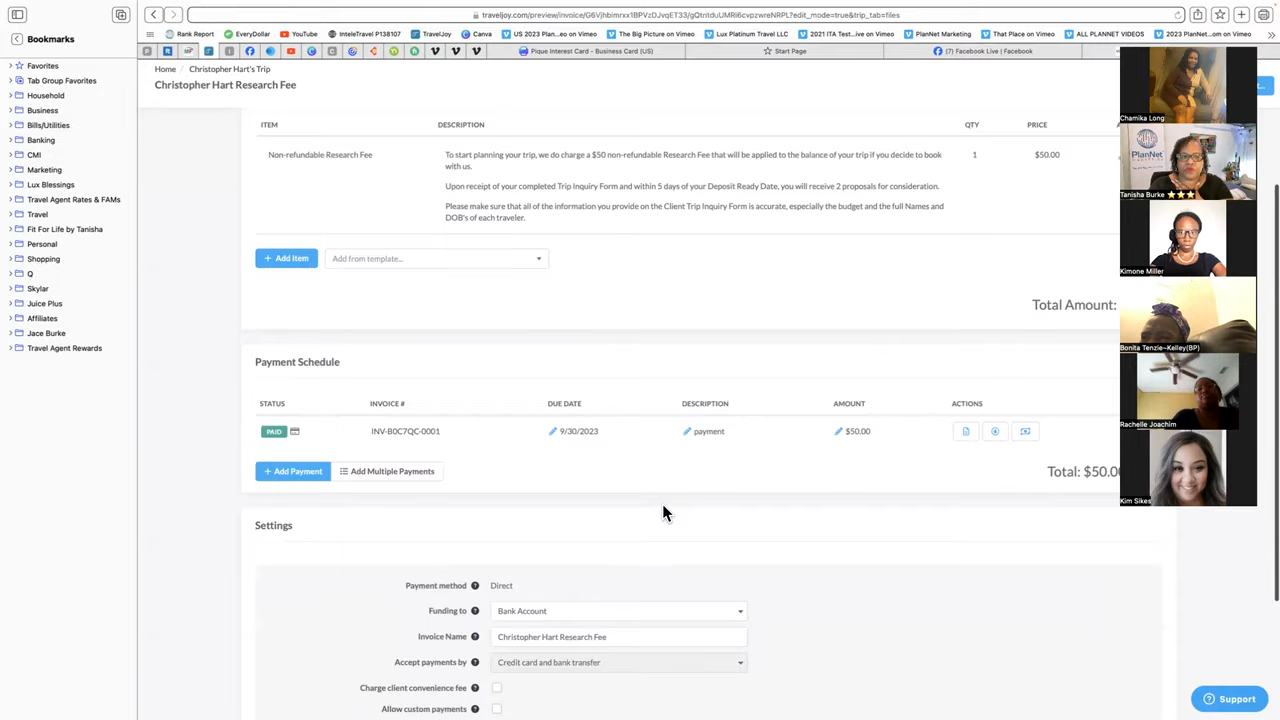 Bookmarks
Favorites
Tab Group Favorites
Household
Business
Bills/Utilities
Banking
CMI
Marketing
Lux Blessings
Travel Agent Rates & FAMs
Travel
Fit For Life by Tanisha
Personal
Shopping
Q
Skylar
Juice Plus
Affiliates
Jace Burke
Travel Agent Rewards
Rank Report
EveryDollar
YouTube
InteleTravel P138107
TravelJoy
Canva
US 2023 Plan...eo on Vimeo
The Big Picture on Vimeo
Lux Platinum Travel LLC
2021 ITA Test...ive on Vimeo
PlanNet Marketing
That Place on Vimeo
ALL PLANNET VIDEOS
2023 PlanNet...om on Vimeo
Pique Interest Card - Business Card (US)
Start Page
(7) Facebook Live | Facebook
Home / Christopher Hart's Trip
Christopher Hart Research Fee
ITEM DESCRIPTION QTY PRICE
Non-refundable Research Fee To start planning your trip, we do charge a $50 non-refundable Research Fee that will be applied to the balance of your trip if you decide to book 1 $50.00
with us.
Upon receipt of your completed Trip Inquiry Form and within 5 days of your Deposit Ready Date, you will receive 2 proposals for consideration.
Please make sure that all of the information you provide on the Client Trip Inquiry Form is accurate, especially the budget and the full Names and
DOB's of each traveler.
+ Add Item Add from template...
Total Amount:
Payment Schedule
STATUS INVOICE # DUE DATE DESCRIPTION AMOUNT ACTIONS
PAID INV-B0C7QC-0001 9/30/2023 payment $50.00
+ Add Payment Add Multiple Payments Total: $50.0
Settings
Payment method Direct
Funding to Bank Account
Invoice Name Christopher Hart Research Fee
Accept payments by Credit card and bank transfer
Charge client convenience fee
Allow custom payments
Support
Chamika Long
PlanNet
Tanisha Burke
Kimone Miller
Bonita Tenzie~Kelley(BP)
Rachelle Joachim
Kim Sikes